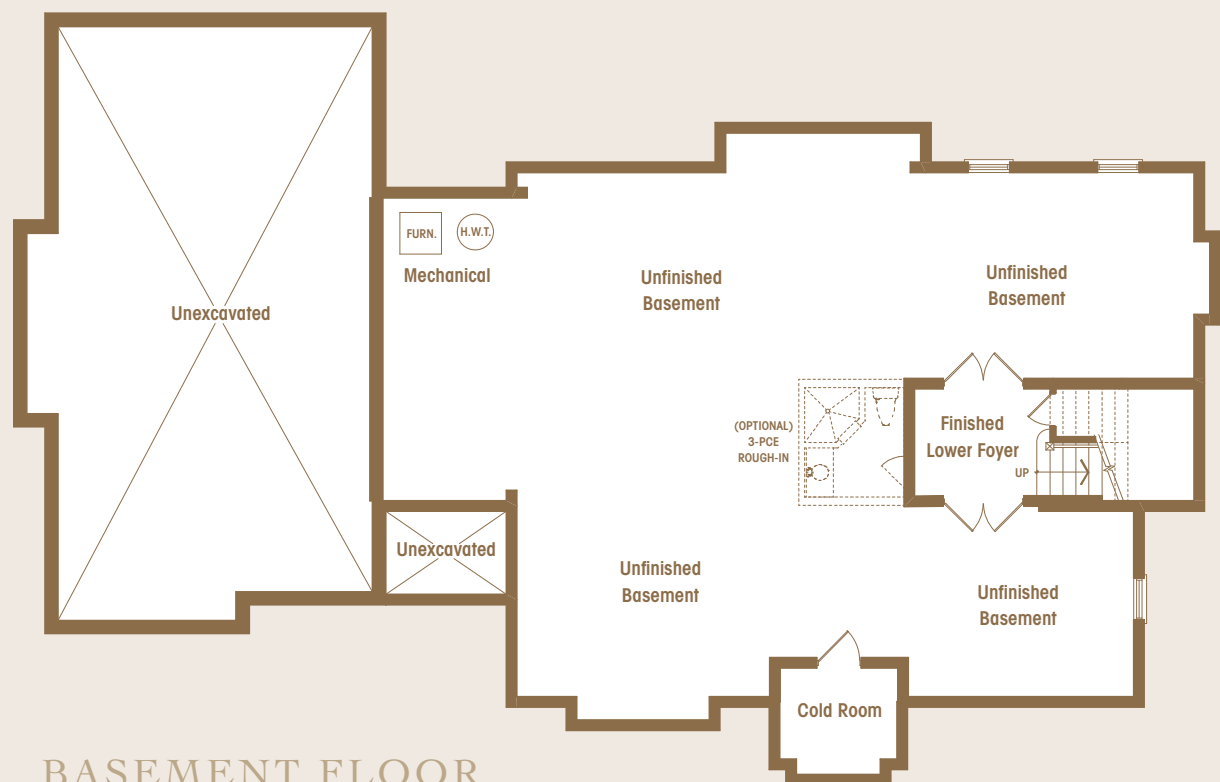 FURN.
H.W.T.
Mechanical
Unfinished
Basement
Unfinished
Basement
Unexcavated
(OPTIONAL)
3-PCE
ROUGH-IN
Finished
Lower Foyer
UP
Unexcavated
Unfinished
Basement
Unfinished
Basement
Cold Room
BASEMENT FLOOR